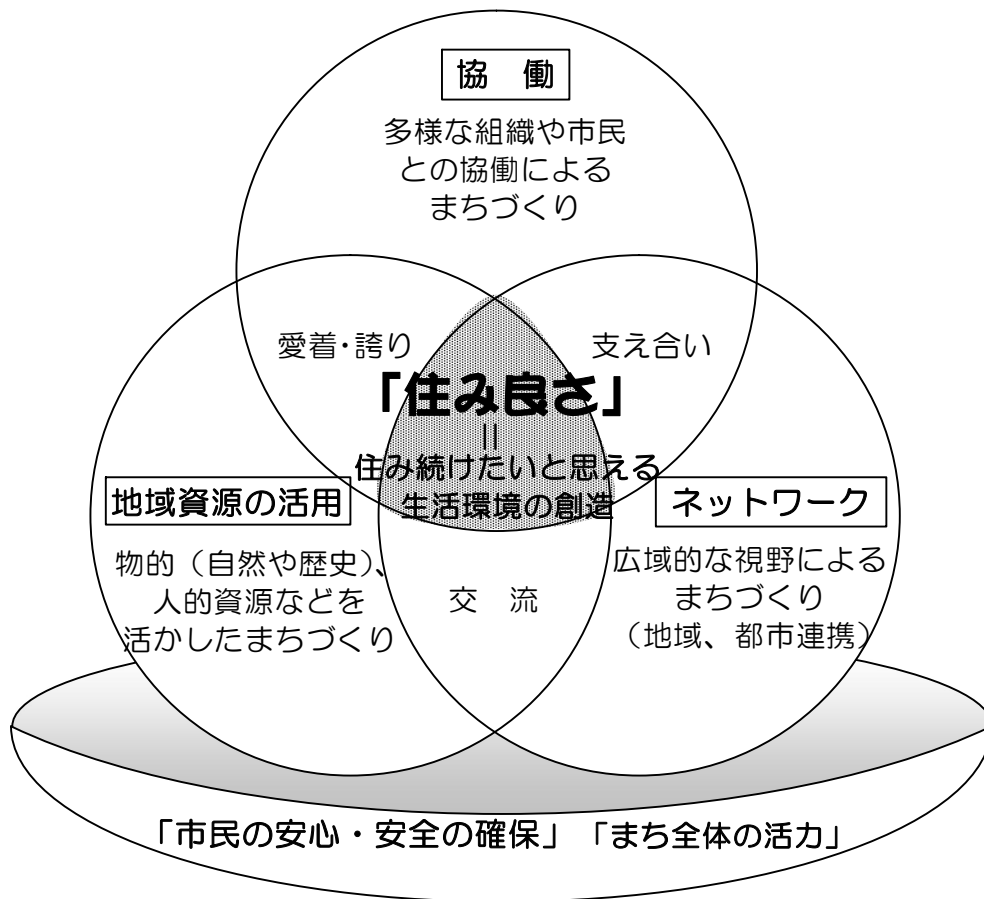 協　働
多様な組織や市民
との協働による
まちづくり
愛着・誇り
支え合い
「住み良さ」
＝
住み続けたいと思える
生活環境の創造
地域資源の活用
物的（自然や歴史）、
人的資源などを
活かしたまちづくり
交　流
ネットワーク
広域的な視野による
まちづくり
（地域、都市連携）
「市民の安心・安全の確保」「まち全体の活力」